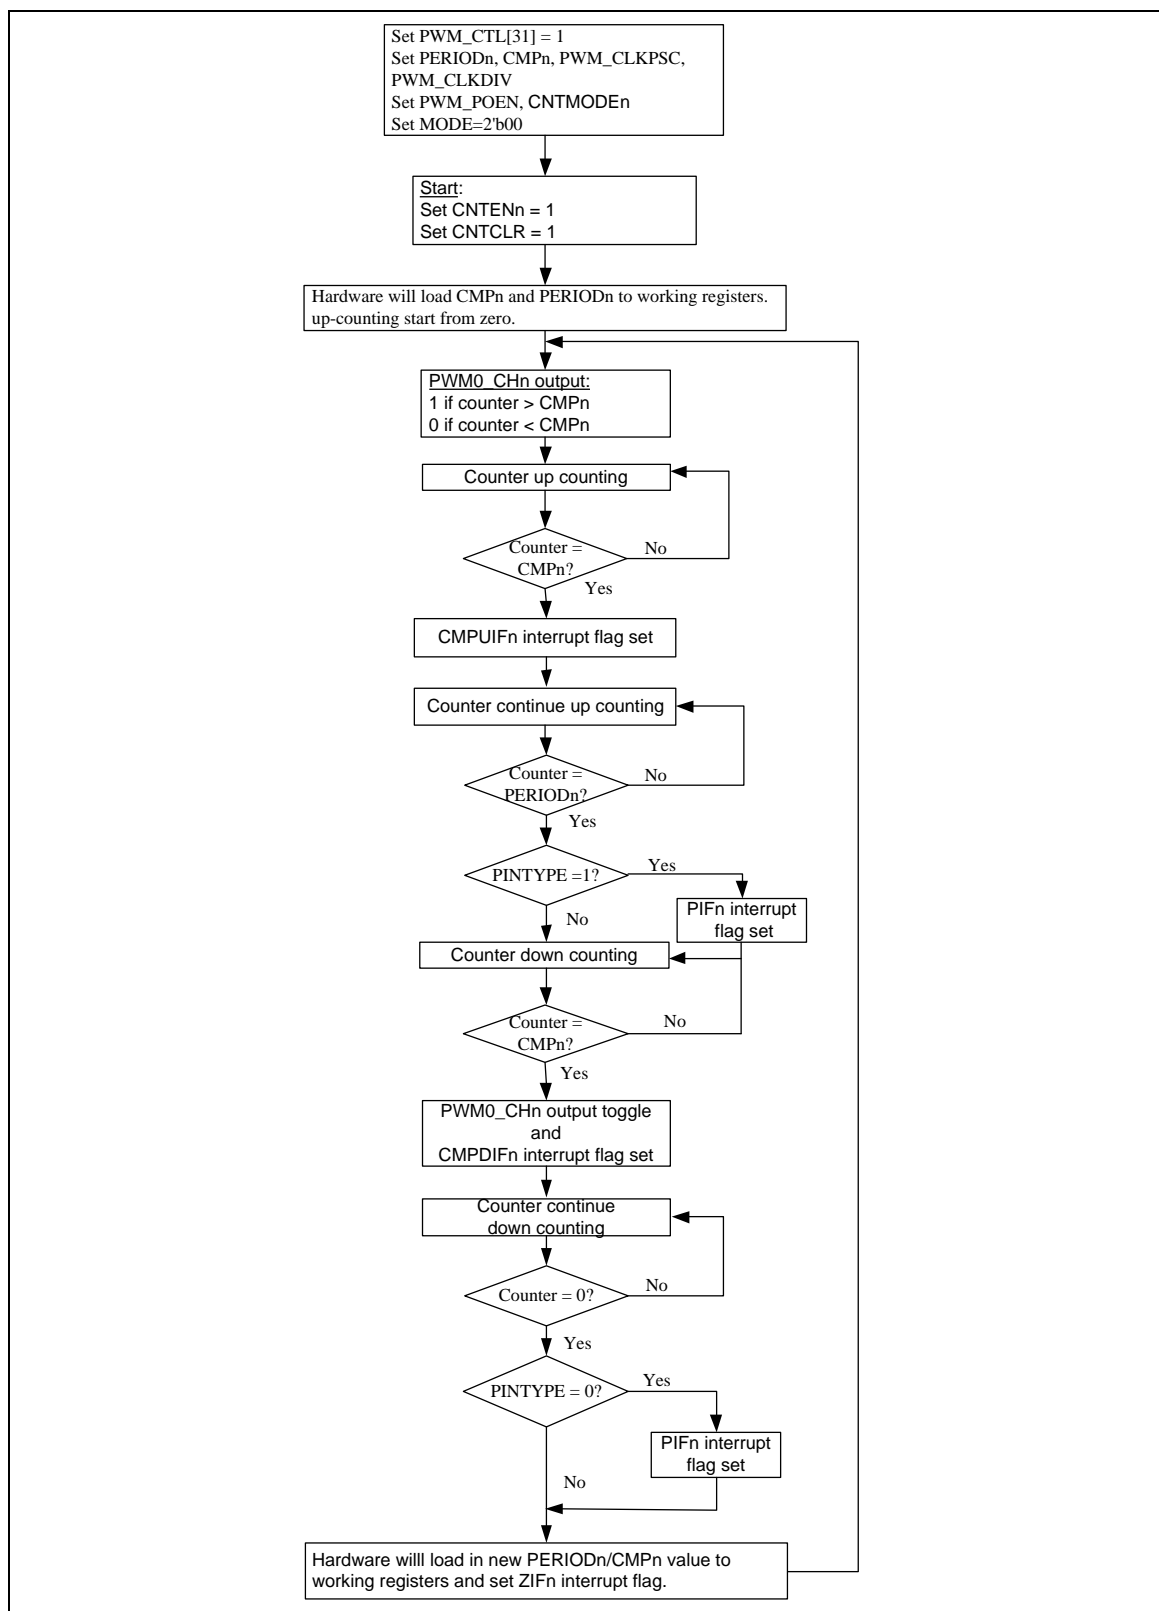 Set PWM_CTL[31] = 1
Set PERIODn, CMPn, PWM_CLKPSC,
PWM_CLKDIV
Set PWM_POEN, CNTMODEn
Set MODE=2'b00
Start:
Set CNTENn = 1
Set CNTCLR = 1
Hardware will load CMPn and PERIODn to working registers.
up-counting start from zero.
PWM0_CHn output:
1 if counter > CMPn
0 if counter < CMPn
Counter up counting
Counter =
CMPn?
No
Yes
CMPUIFn interrupt flag set
Counter continue up counting
Counter =
PERIODn?
No
Yes
PINTYPE =1?
Yes
No
PIFn interrupt
flag set
Counter down counting
Counter =
CMPn?
No
Yes
PWM0_CHn output toggle
and
CMPDIFn interrupt flag set
Counter continue
down counting
Counter = 0?
No
Yes
PINTYPE = 0?
Yes
PIFn interrupt
flag set
No
Hardware willl load in new PERIODn/CMPn value to
working registers and set ZIFn interrupt flag.